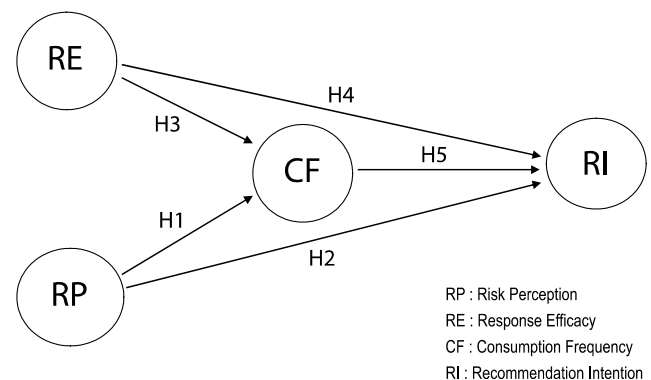 RE
H4
H3
CF
H5
RI
H1
H2
RP
RP : Risk Perception
RE : Response Efficacy
CF : Consumption Frequency
RI : Recommendation Intention